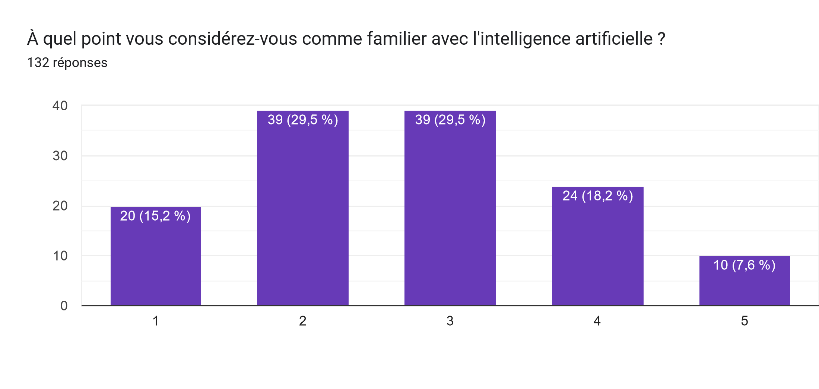 À quel point vous considérez-vous comme familier avec l'intelligence artificielle ?
132 réponses
40
30
20
10
0
20 (15,2 %)
39 (29,5 %)
39 (29,5 %)
24 (18,2 %)
10 (7,6 %)
1
2
3
4
5